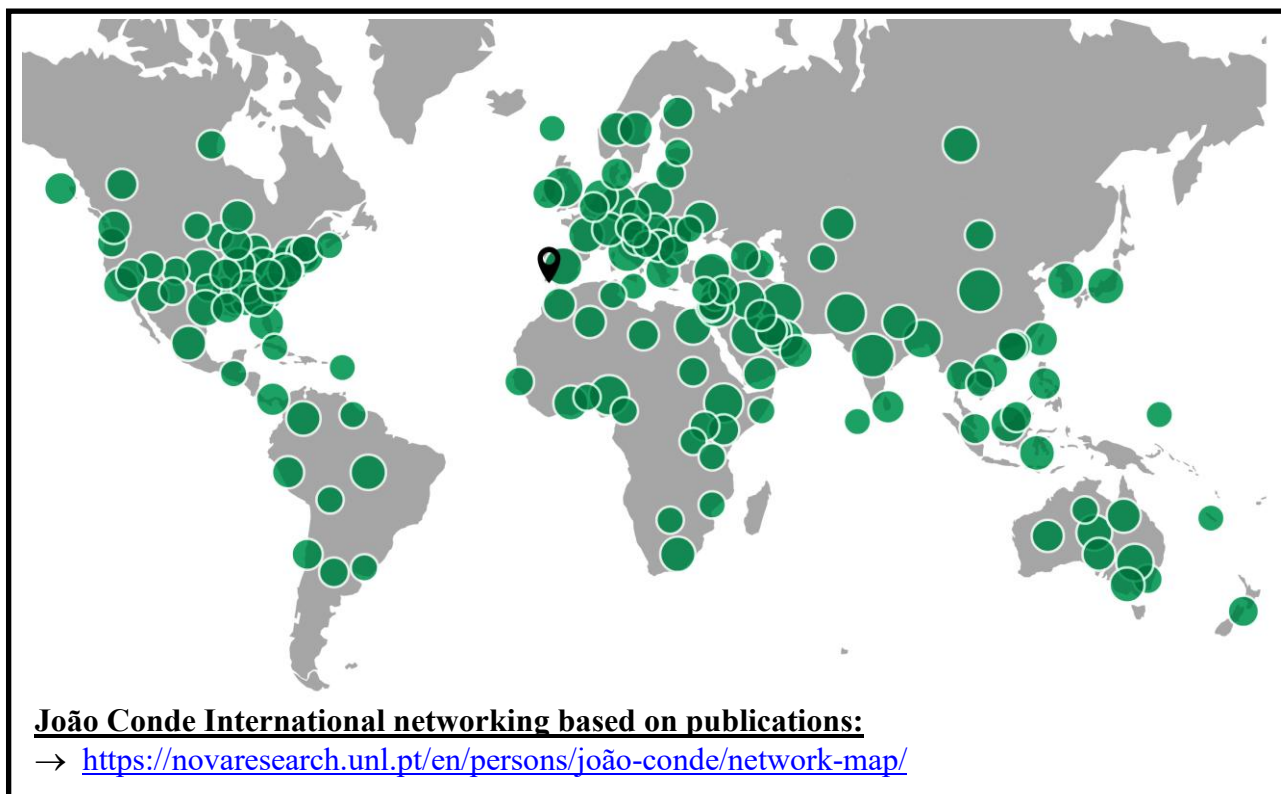 João Conde International networking based on publications:
→ https://novaresearch.unl.pt/en/persons/joão-conde/network-map/